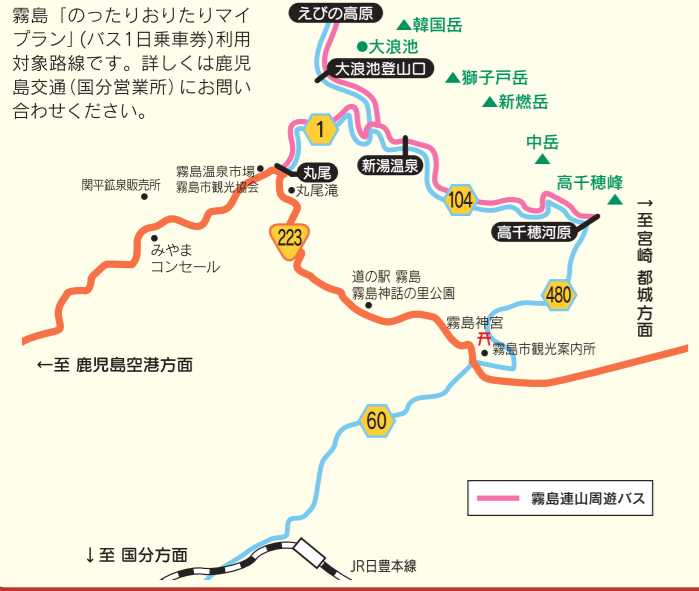 霧島「のったりおりたりマイ
プラン」(バス1日乗車券)利用
対象路線です。詳しくは鹿児
島交通(国分営業所)にお問い
合わせください。
えびの高原
韓国岳
大浪池
大浪池登山口
獅子戸岳
新燃岳
1
中岳
新湯温泉
霧島温泉市場
丸尾
関平鉱泉販売所
霧島市観光協会
丸尾滝
高千穂峰
104
→至宮崎 都城方面
高千穂河原
223
みやま
コンセール
道の駅 霧島
霧島神話の里公園
480
霧島神宮
霧島市観光案内所
←至 鹿児島空港方面
60
霧島連山周遊バス
↓至 国分方面
JR日豊本線